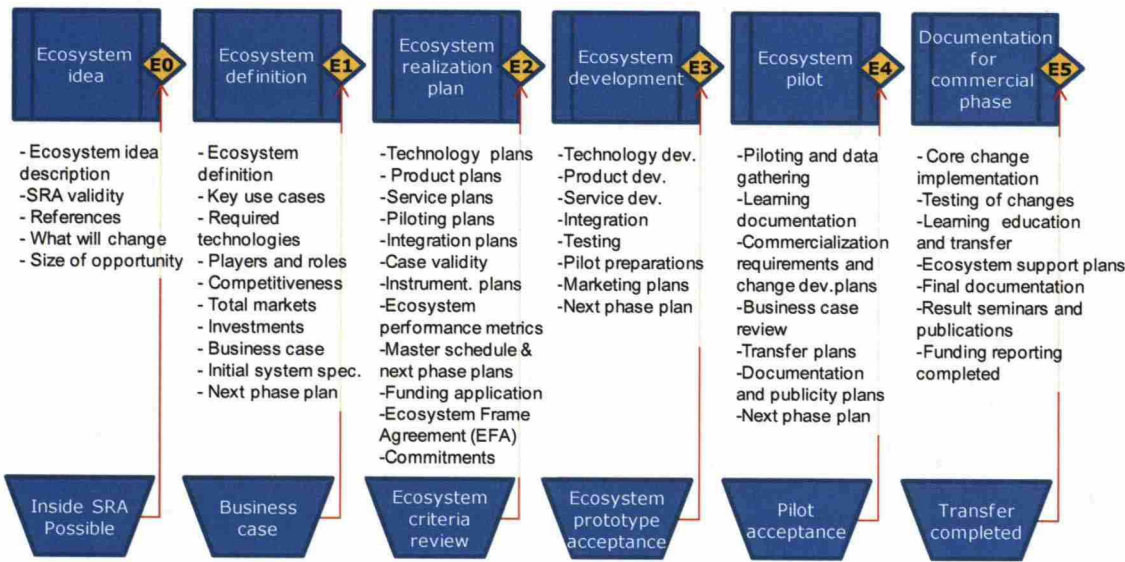 Ecosystem
idea
E0
Ecosystem
definition
E1
Ecosystem
realization
plan
E2
Ecosystem
development
E3
Ecosystem
pilot
E4
Documentation
for
commercial
phase
E5
- Ecosystem idea
description
-SRA validity
- References
- What will change
- Size of opportunity
- Ecosystem
definition
- Key use cases
- Required
technologies
- Players and roles
- Competitiveness
- Total markets
- Investments
- Business case
- Initial system spec.
- Next phase plan
-Technology plans
- Product plans
-Service plans
-Piloting plans
-Integration plans
-Case validity
-Instrument. plans
-Ecosystem
performance metrics
-Master schedule &
next phase plans
-Funding application
-Ecosystem Frame
Agreement (EFA)
-Commitments
-Technology dev.
-Product dev.
-Service dev.
-Integration
-Testing
-Pilot preparations
-Marketing plans
-Next phase plan
-Piloting and data
gathering
-Learning
documentation
-Commercialization
requirements and
change dev.plans
-Business case
review
-Transfer plans
-Documentation
and publicity plans
-Next phase plan
- Core change
implementation
-Testing of changes
-Learning education
and transfer
-Ecosystem support plans
-Final documentation
-Result seminars and
publications
-Funding reporting
completed
Inside SRA
Possible
Business
case
Ecosystem
criteria
review
Ecosystem
prototype
acceptance
Pilot
acceptance
Transfer
completed